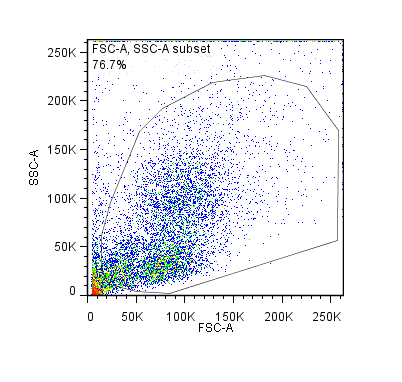 FSC-A, SSC-A subset
76.7%
250K
200K
150K
100K
50K
0
SSC-A
0 50K 100K 150K 200K 250K
FSC-A